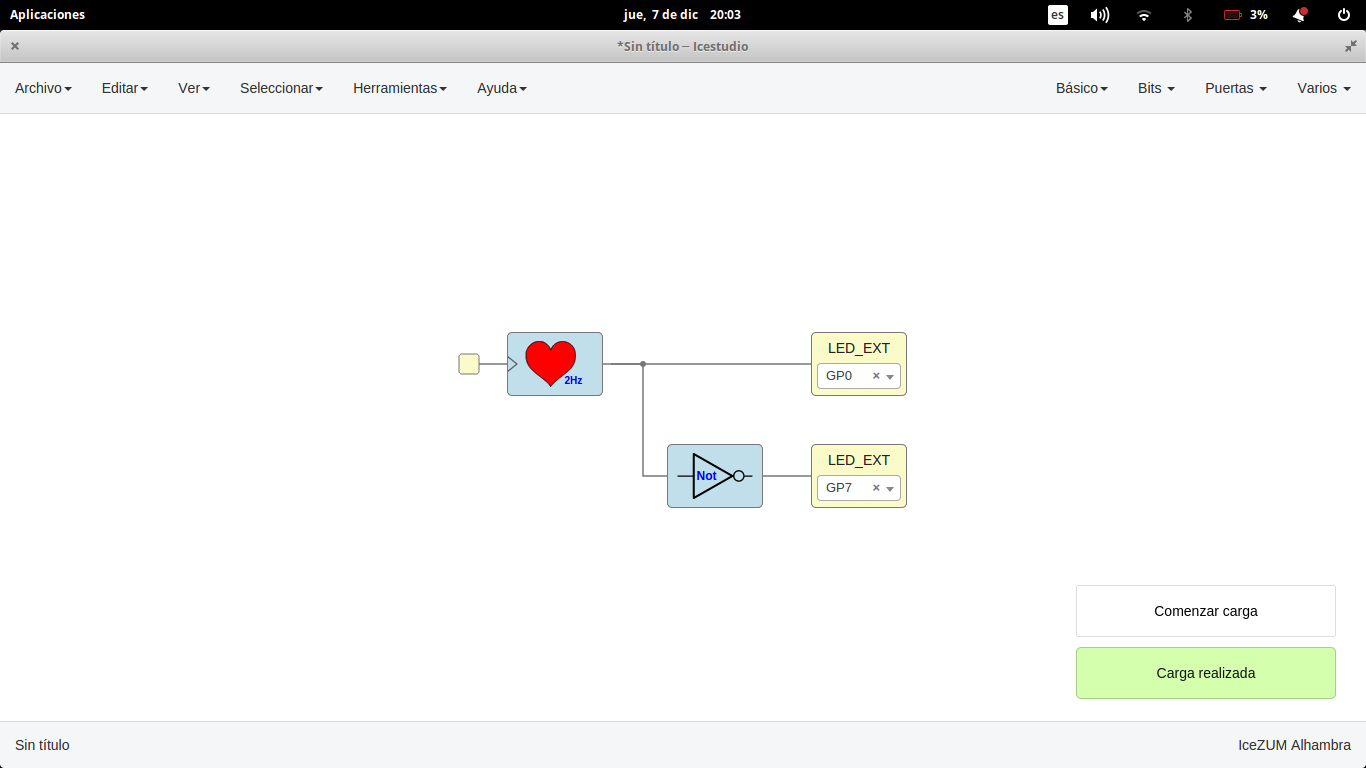 Aplicaciones
jue, 7 de dic 20:03
es
3%
*Sin título – Icestudio
Archivo
Editar
Ver
Seleccionar
Herramientas
Ayuda
Básico
Bits
Puertas
Varios
2Hz
LED_EXT
GP0
Not
LED_EXT
GP7
Comenzar carga
Carga realizada
Sin título
IceZUM Alhambra